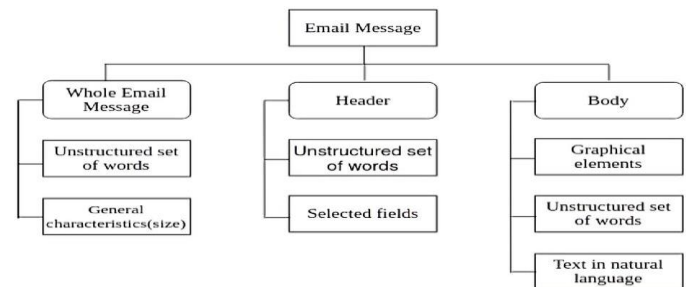 Email Message
Whole Email
Message
Header
Body
Unstructured set
of words
Unstructured set
of words
Graphical
elements
General
characteristics(size)
Selected fields
Unstructured set
of words
Text in natural
language